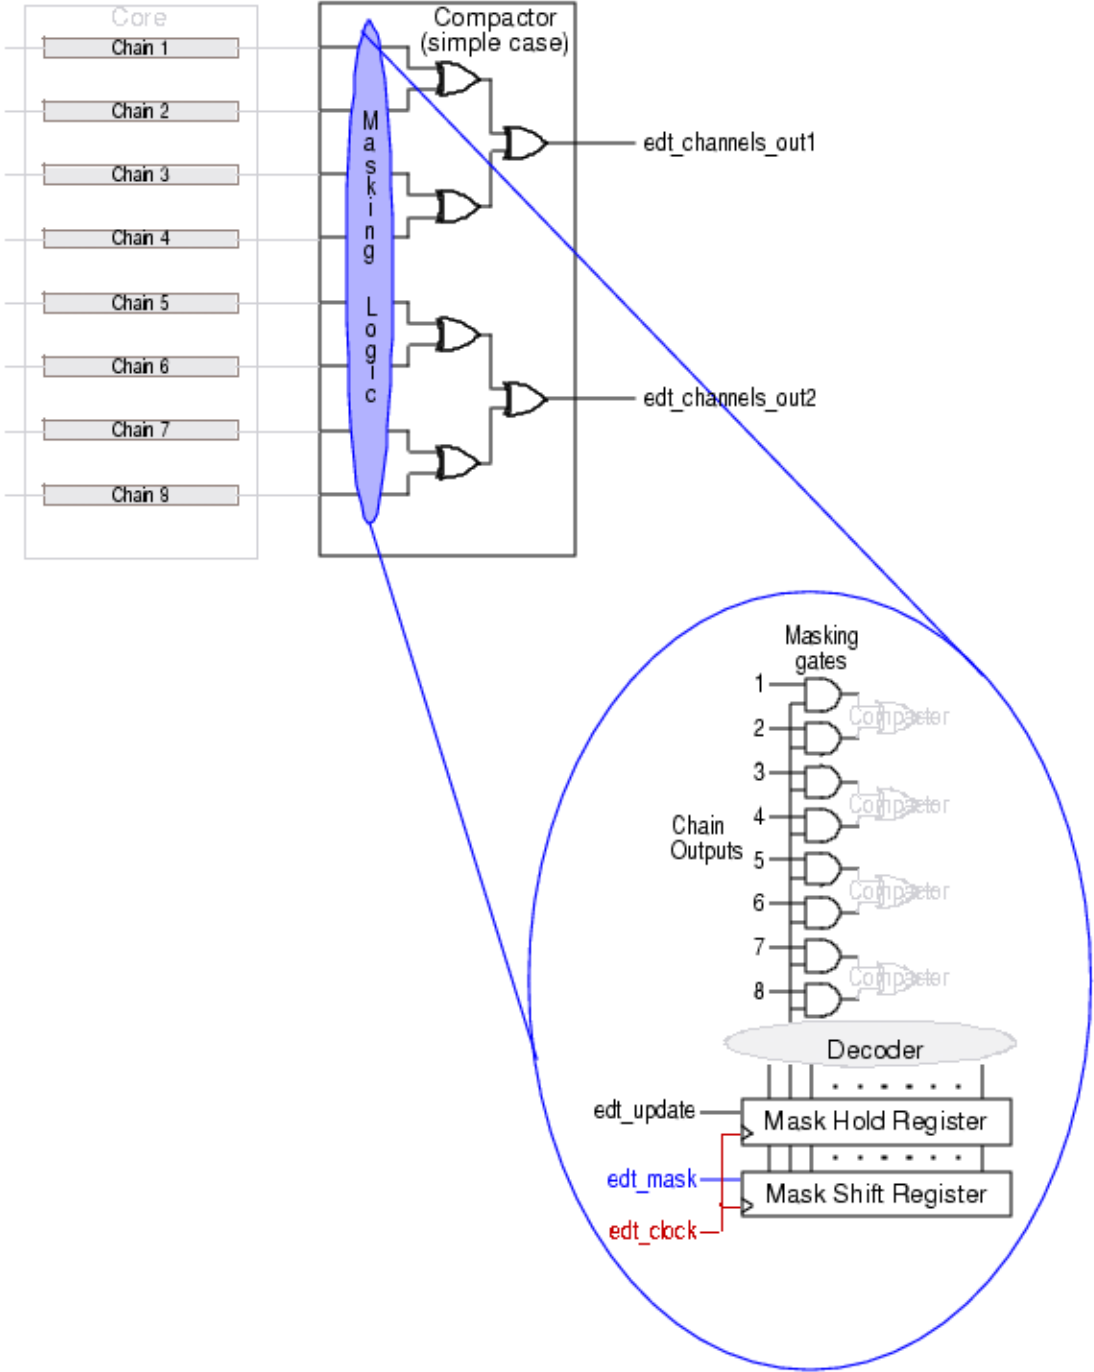 Core
Compactor
(simple case)
Chain 1
Chain 2
Chain 3
Chain 4
Chain 5
Chain 6
Chain 7
Chain 8
Masking Logic
edt_channels_out1
edt_channels_out2
Masking
gates
1
2
3
4
5
6
7
8
Compactor
Compactor
Compactor
Compactor
Chain
Outputs
Decoder
edt_update
Mask Hold Register
edt_mask
Mask Shift Register
edt_clock